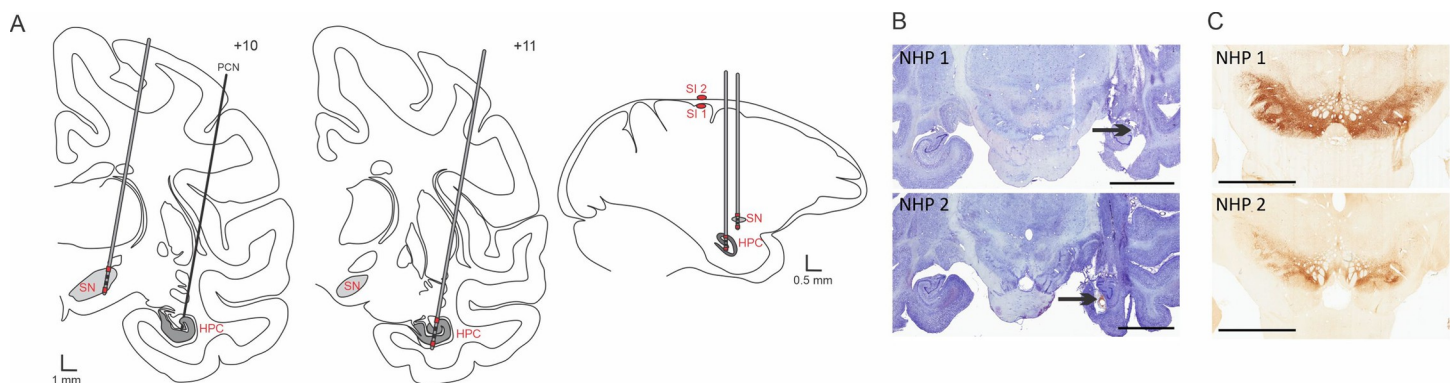 A
+10
PCN
SN
HPC
1 mm
+11
SN
HPC
SI 2
SI 1
SN
HPC
0.5 mm
B
NHP 1
NHP 2
C
NHP 1
NHP 2